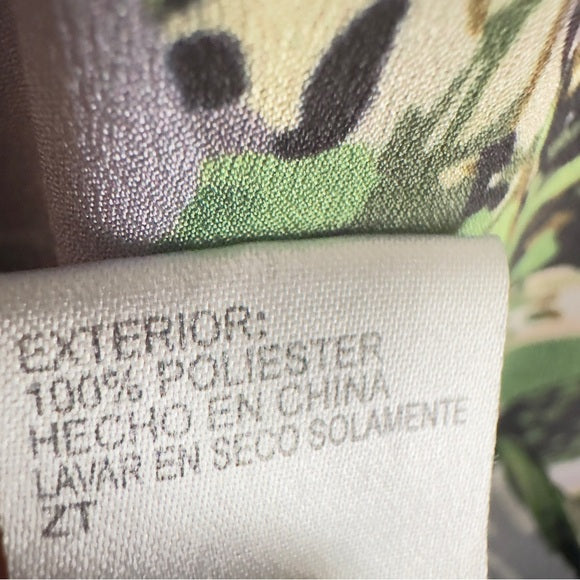 EXTERIOR:
100% POLIESTER
HECHO EN CHINA
LAVAR EN SECO SOLAMENTE
ZT